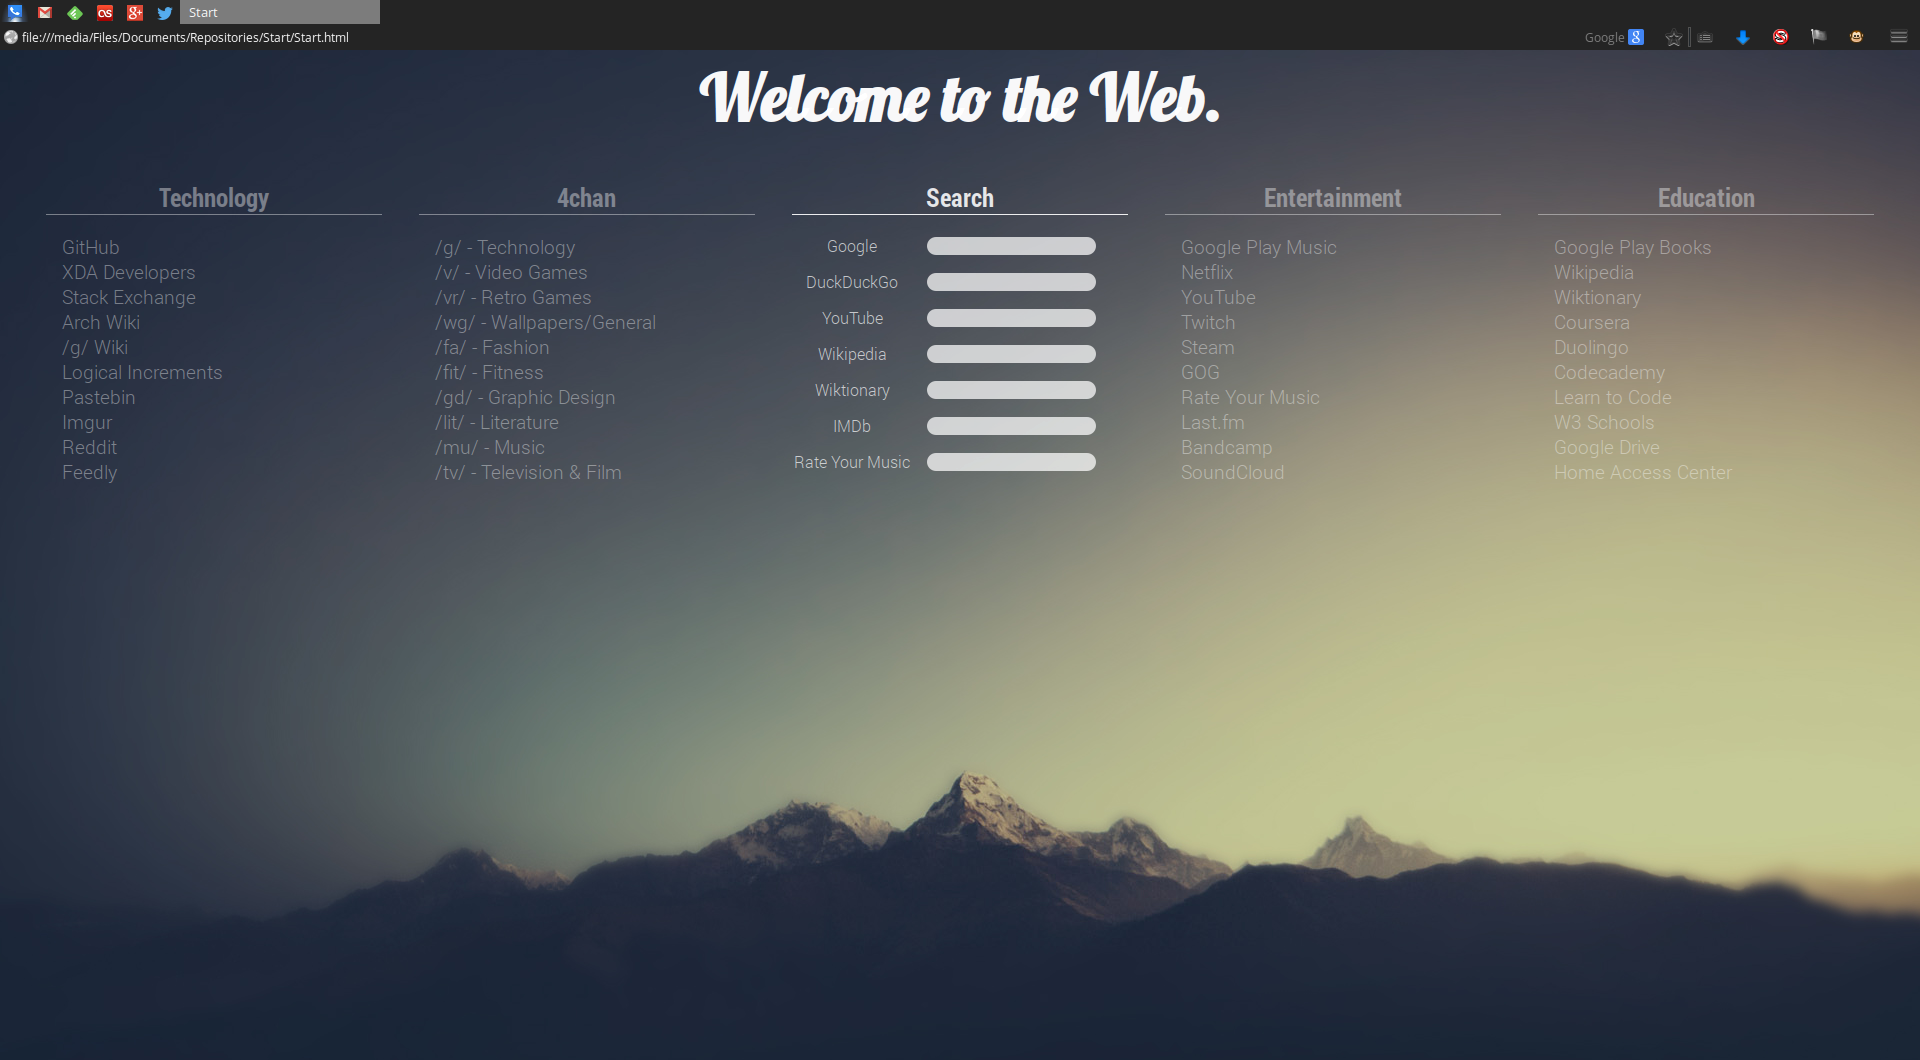 Start
file:///media/Files/Documents/Repositories/Start/Start.html
Google
Welcome to the Web.
Technology
GitHub
XDA Developers
Stack Exchange
Arch Wiki
/g/ Wiki
Logical Increments
Pastebin
Imgur
Reddit
Feedly
4chan
/g/ - Technology
/v/ - Video Games
/vr/ - Retro Games
/wg/ - Wallpapers/General
/fa/ - Fashion
/fit/ - Fitness
/gd/ - Graphic Design
/lit/ - Literature
/mu/ - Music
/tv/ - Television & Film
Search
Google
DuckDuckGo
YouTube
Wikipedia
Wiktionary
IMDb
Rate Your Music
Entertainment
Google Play Music
Netflix
YouTube
Twitch
Steam
GOG
Rate Your Music
Last.fm
Bandcamp
SoundCloud
Education
Google Play Books
Wikipedia
Wiktionary
Coursera
Duolingo
Codecademy
Learn to Code
W3 Schools
Google Drive
Home Access Center